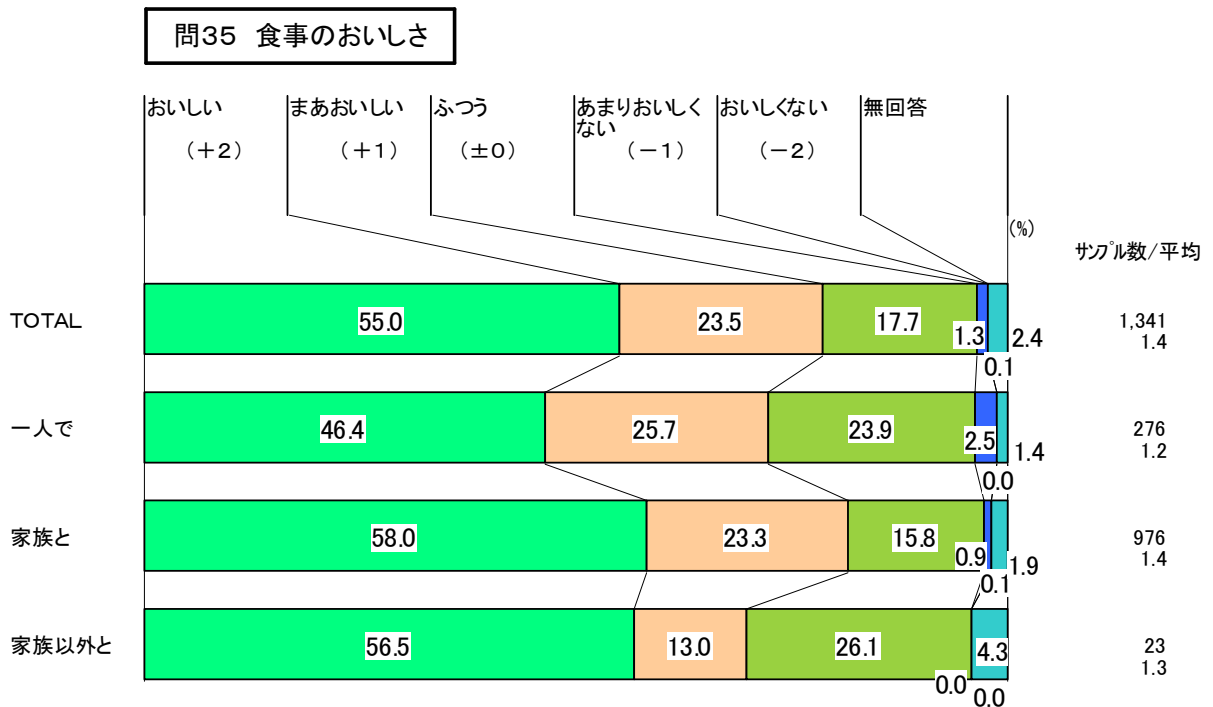 問35 食事のおいしさ
おいしい
まあおいしい
ふつう
あまりおいしく
ない
おいしくない
無回答
(+2)
(+1)
(±0)
(−1)
(−2)
(%)
サンプル数/平均
TOTAL
55.0
23.5
17.7
1.3
0.1
2.4
1,341
1.4
一人で
46.4
25.7
23.9
2.5
0.0
1.4
276
1.2
家族と
58.0
23.3
15.8
0.9
0.1
1.9
976
1.4
家族以外と
56.5
13.0
26.1
0.0
0.0
4.3
23
1.3